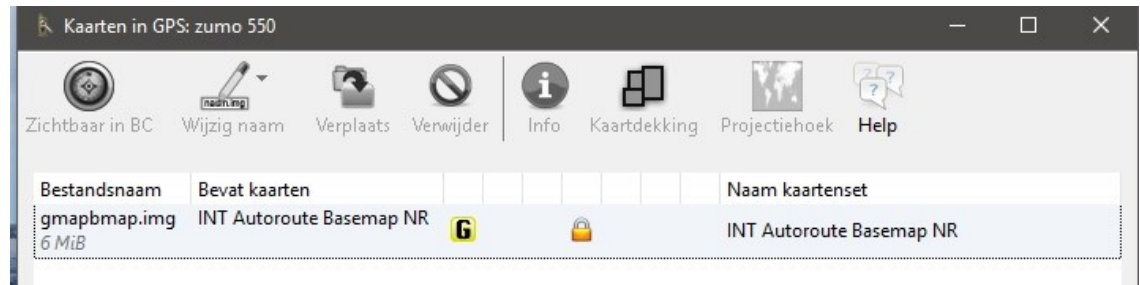 Kaarten in GPS: zumo 550
nadn.img
Zichtbaar in BC Wijzig naam Verplaats Verwijder Info Kaartdekking Projectiehoek Help
Bestandsnaam Bevat kaarten Naam kaartenset
gmapbmap.img INT Autoroute Basemap NR G INT Autoroute Basemap NR
6 MiB